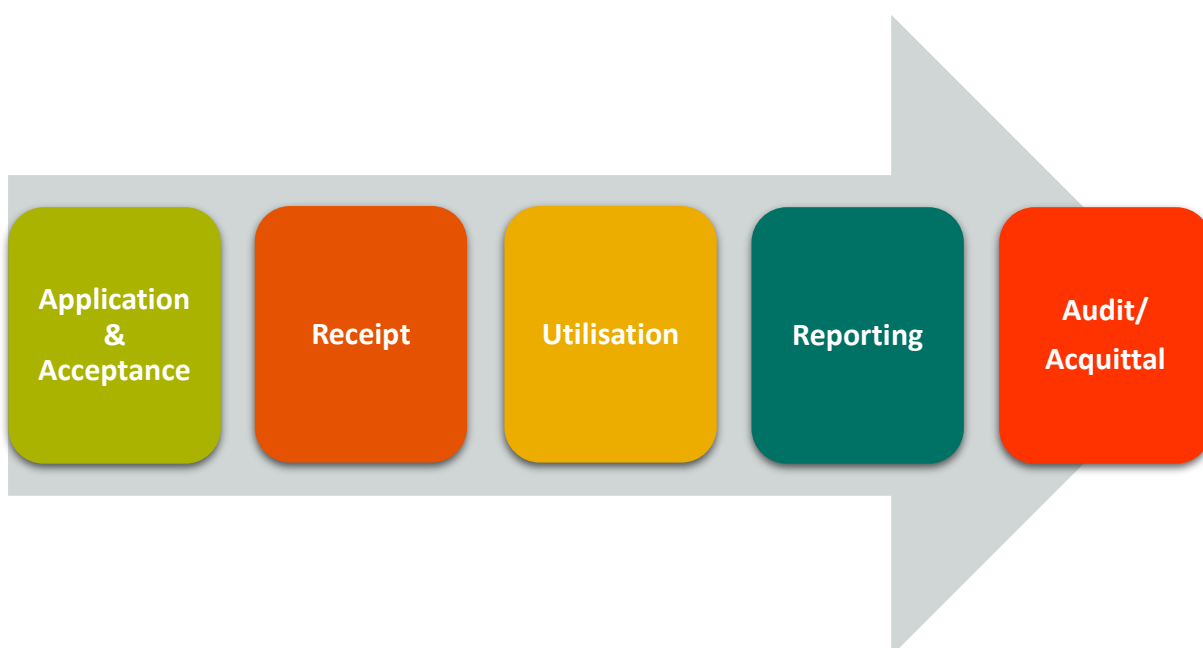 Application
&
Acceptance
Receipt
Utilisation
Reporting
Audit/
Acquittal